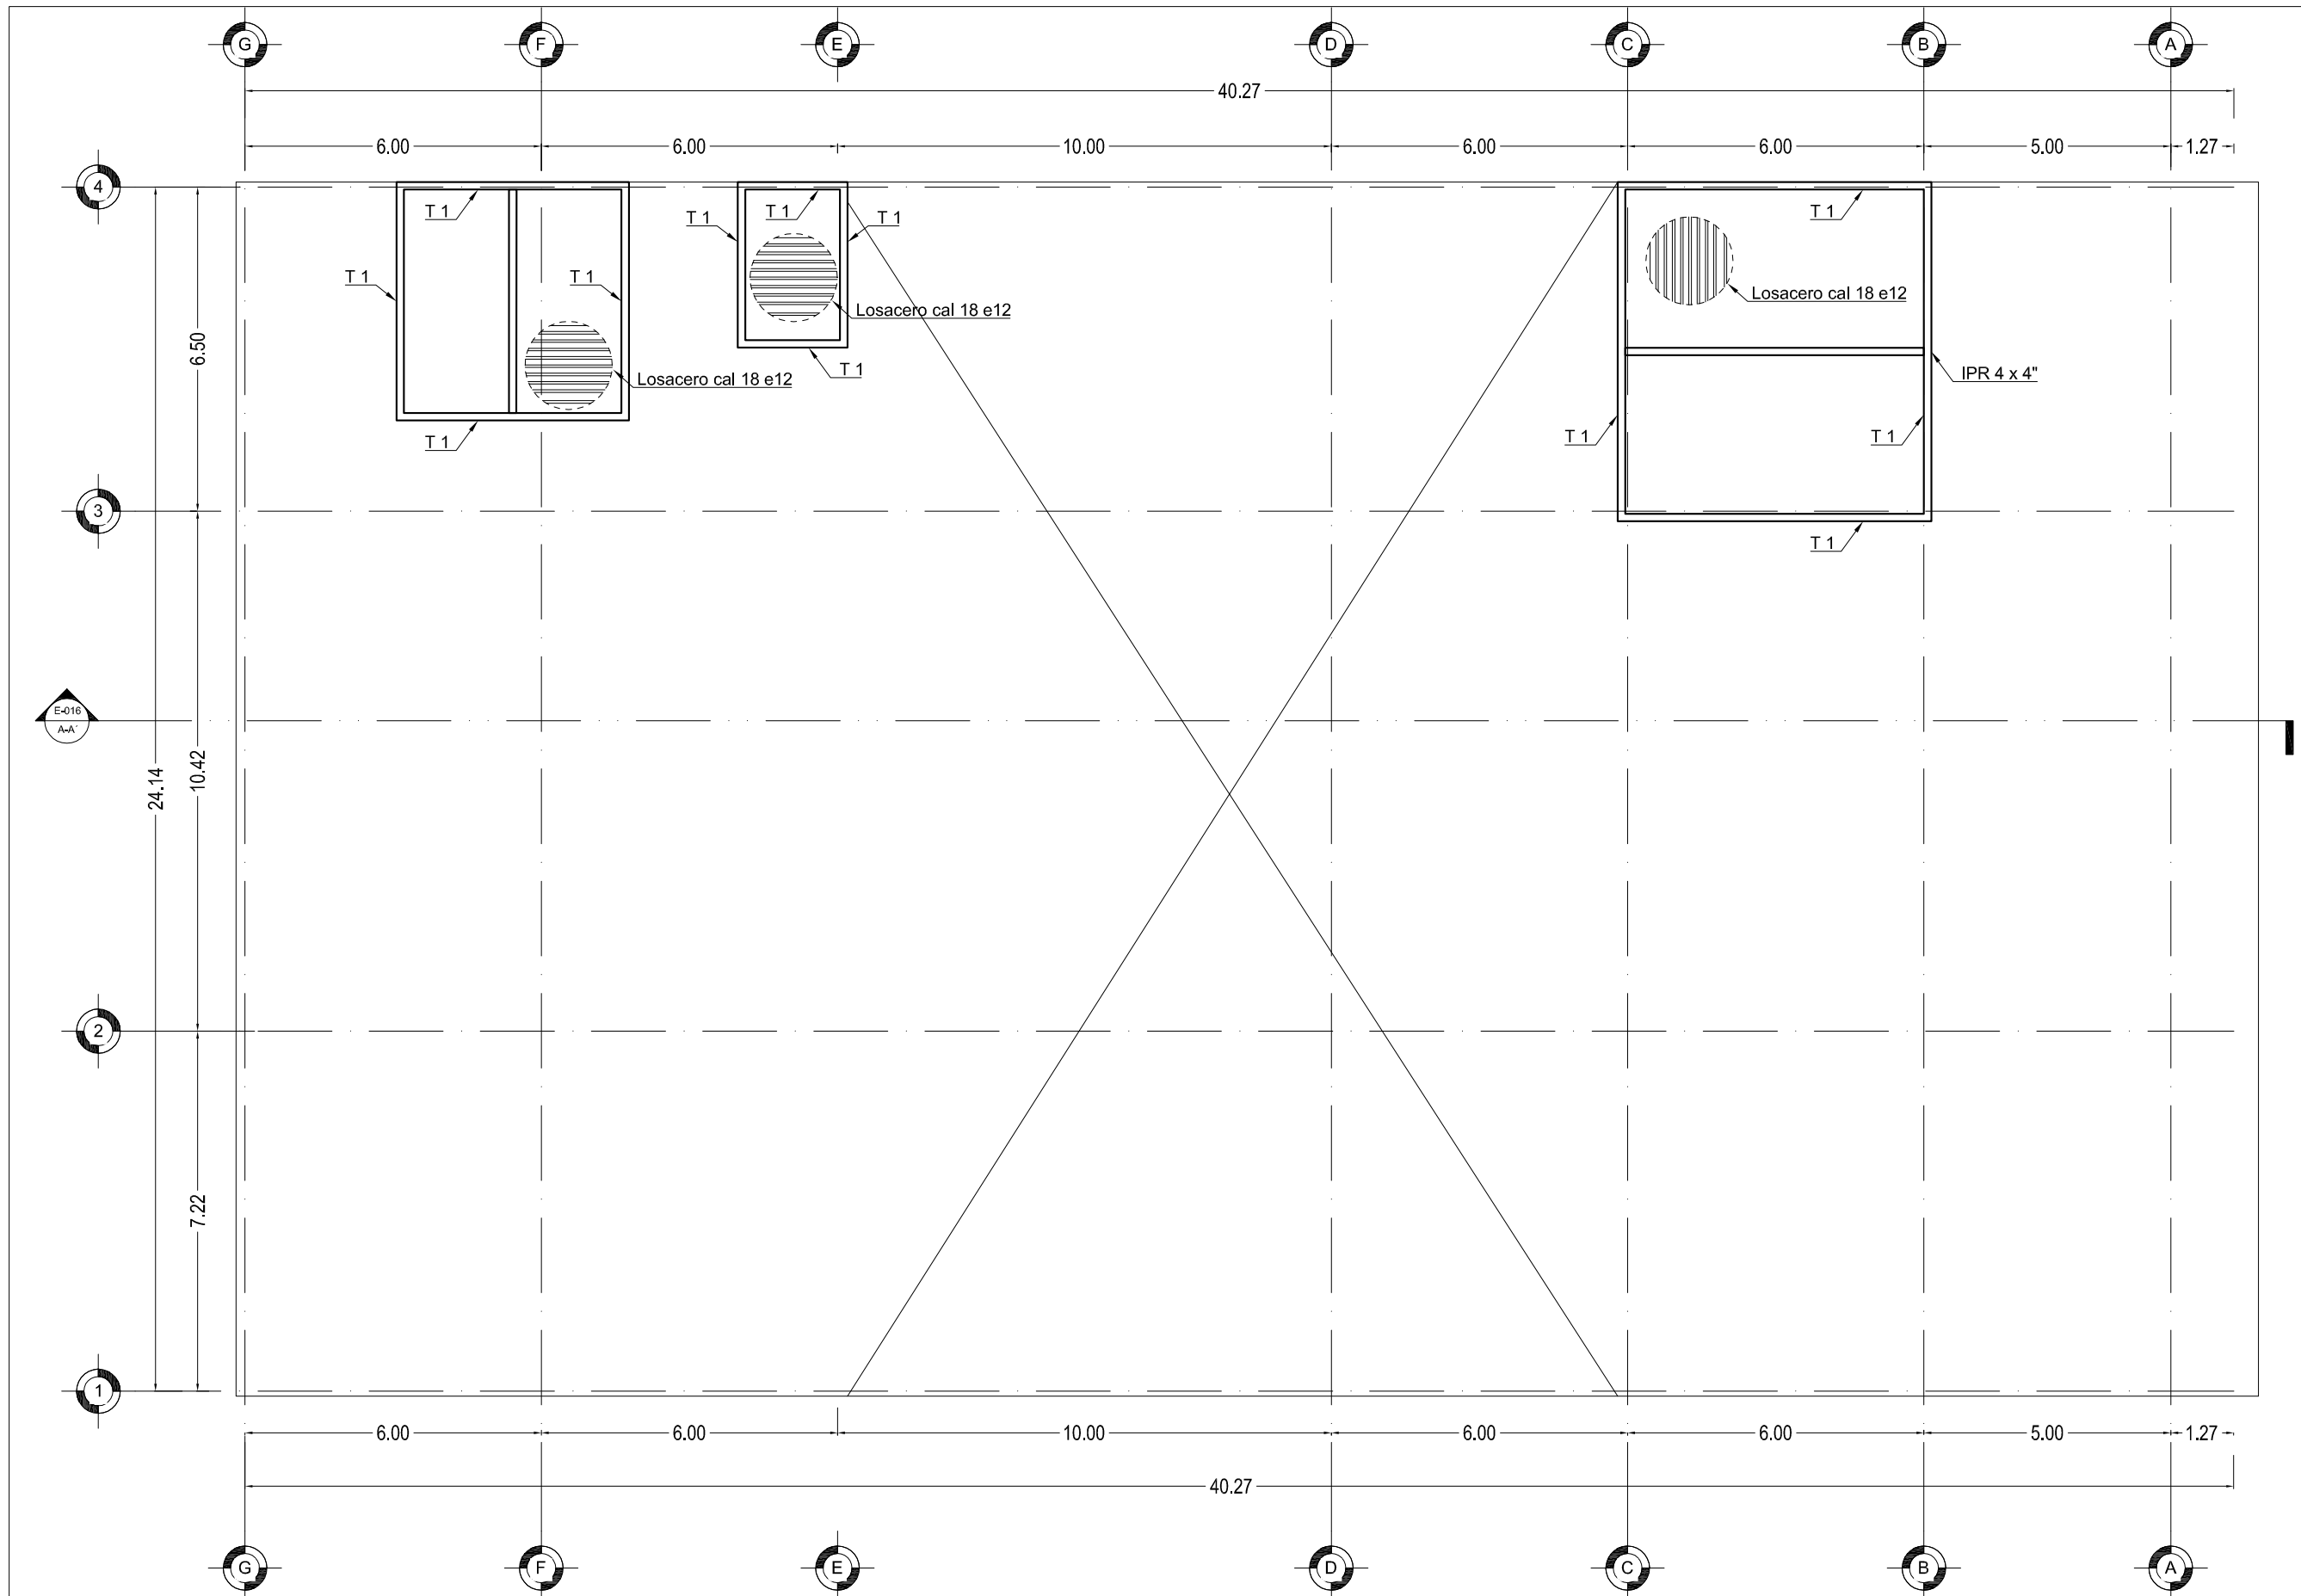 G F E D C B A
40.27
6.00 6.00 10.00 6.00 6.00 5.00 1.27
4
T 1 T 1 T 1
T 1 T 1
T 1 T 1
Losacero cal 18 e12
Losacero cal 18 e12
6.50
T 1
IPR 4 x 4"
Losacero cal 18 e12
T 1 T 1 T 1
3
T 1
E-016
A-A'
24.14
10.42
2
7.22
1
6.00 6.00 10.00 6.00 6.00 5.00 1.27
40.27
G F E D C B A